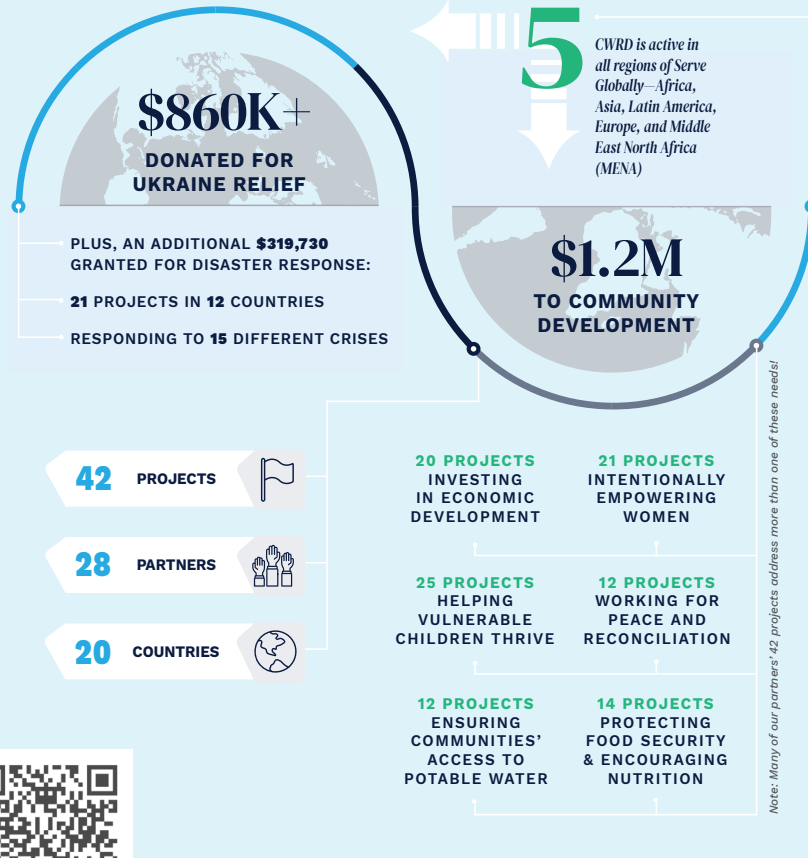 $860K+
DONATED FOR
UKRAINE RELIEF
PLUS, AN ADDITIONAL $319,730
GRANTED FOR DISASTER RESPONSE:
21 PROJECTS IN 12 COUNTRIES
RESPONDING TO 15 DIFFERENT CRISES
5
CWRD is active in
all regions of Serve
Globally—Africa,
Asia, Latin America,
Europe, and Middle
East North Africa
(MENA)
$1.2M
TO COMMUNITY
DEVELOPMENT
42 PROJECTS
28 PARTNERS
20 COUNTRIES
20 PROJECTS
INVESTING
IN ECONOMIC
DEVELOPMENT
21 PROJECTS
INTENTIONALLY
EMPOWERING
WOMEN
25 PROJECTS
HELPING
VULNERABLE
CHILDREN THRIVE
12 PROJECTS
WORKING FOR
PEACE AND
RECONCILIATION
12 PROJECTS
ENSURING
COMMUNITIES’
ACCESS TO
POTABLE WATER
14 PROJECTS
PROTECTING
FOOD SECURITY
& ENCOURAGING
NUTRITION
Note: Many of our partners’ 42 projects address more than one of these needs!